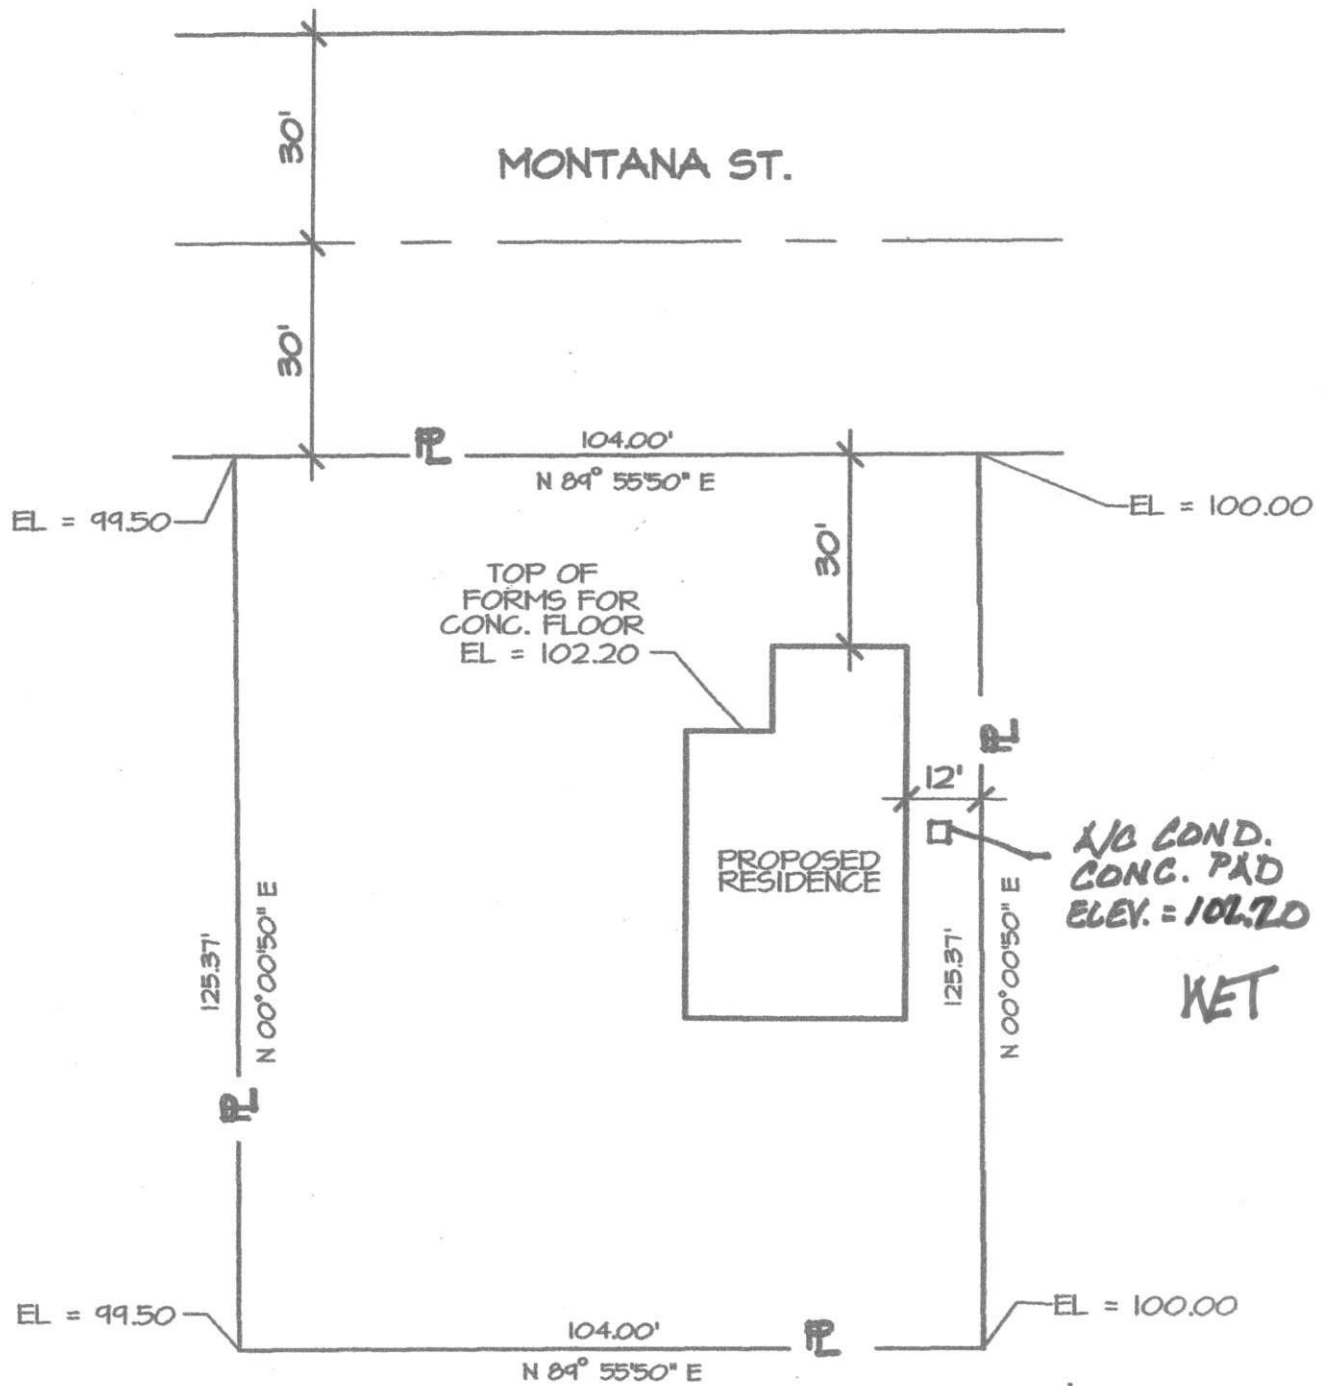 30'
MONTANA ST.
30'
PL
104.00'
N 89° 55'50" E
EL = 99.50
EL = 100.00
30'
TOP OF
FORMS FOR
CONC. FLOOR
EL = 102.20
PL
12'
A/C COND.
CONC. PAD
ELEV. = 102.20
PROPOSED
RESIDENCE
125.37'
N 00°00'50" E
125.37'
N 00°00'50" E
KET
PL
EL = 99.50
EL = 100.00
104.00'
PL
N 89° 55'50" E